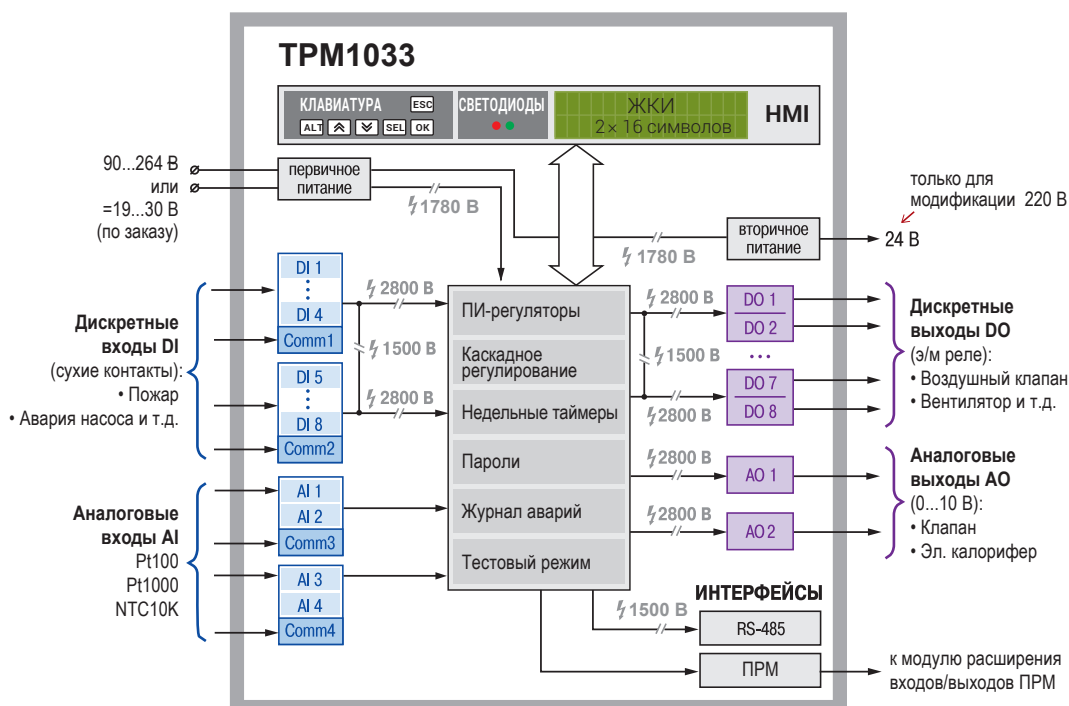 ТРМ1033
КЛАВИАТУРА
ESC
ALT
SEL
OK
СВЕТОДИОДЫ
ЖКИ
2× 16 символов
HMI
90...264 В
или
=19...30 В
(по заказу)
первичное
питание
1780 В
вторичное
питание
1780 В
только для
модификации 220 В
24 В
Дискретные
входы DI
(сухие контакты):
• Пожар
• Авария насоса и т.д.
DI 1
DI 4
Comm1
DI 5
DI 8
Comm2
2800 В
1500 В
2800 В
Аналоговые
входы AI
Pt100
Pt1000
NTC10K
AI 1
AI 2
Comm3
AI 3
AI 4
Comm4
ПИ-регуляторы
Каскадное
регулирование
Недельные таймеры
Пароли
Журнал аварий
Тестовый режим
2800 В
1500 В
2800 В
2800 В
2800 В
DO 1
DO 2
...
DO 7
DO 8
AO 1
AO 2
Дискретные
выходы DO
(э/м реле):
• Воздушный клапан
• Вентилятор и т.д.
Аналоговые
выходы AO
(0...10 В):
• Клапан
• Эл. калорифер
ИНТЕРФЕЙСЫ
1500 В
RS-485
ПРМ
к модулю расширения
входов/выходов ПРМ